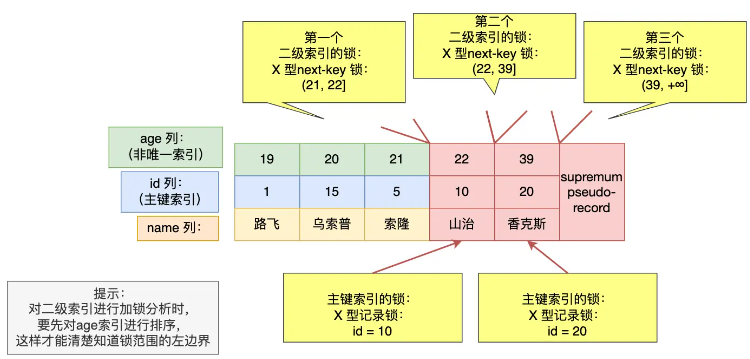 第一个
二级索引的锁：
X 型next-key 锁：
(21, 22]
第二个
二级索引的锁：
X 型next-key 锁：
(22, 39]
第三个
二级索引的锁：
X 型next-key 锁：
(39, +∞]
age 列：
（非唯一索引）
19 20 21 22 39
supremum
pseudo-
record
id 列：
（主键索引）
1 15 5 10 20
name 列：
路飞 乌索普 索隆 山治 香克斯
提示：
对二级索引进行加锁分析时，
要先对age索引进行排序，
这样才能清楚知道锁范围的左边界
主键索引的锁：
X 型记录锁：
id = 10
主键索引的锁：
X 型记录锁：
id = 20